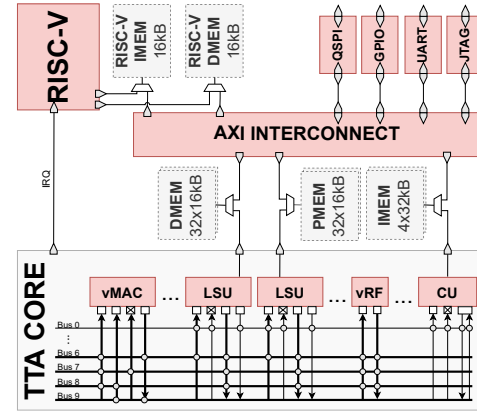 RISC-V
RISC-V
IMEM
16kB
RISC-V
DMEM
16kB
QSPI
GPIO
UART
JTAG
AXI INTERCONNECT
IRQ
DMEM
32x16kB
PMEM
32x16kB
IMEM
4x32kB
TTA CORE
vMAC
...
LSU
LSU
...
vRF
...
CU
Bus 0
...
Bus 6
Bus 7
Bus 8
Bus 9